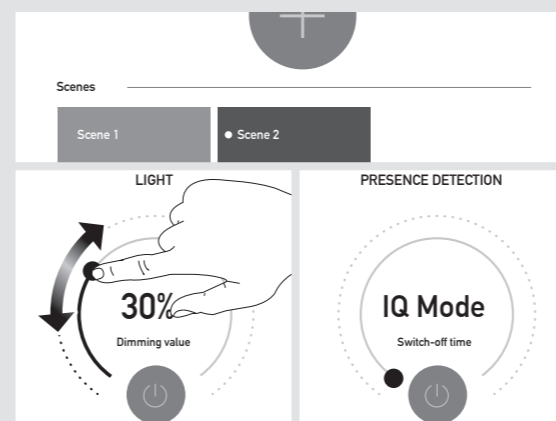 Scenes
Scene 1
Scene 2
LIGHT
PRESENCE DETECTION
30%
Dimming value
IQ Mode
Switch-off time